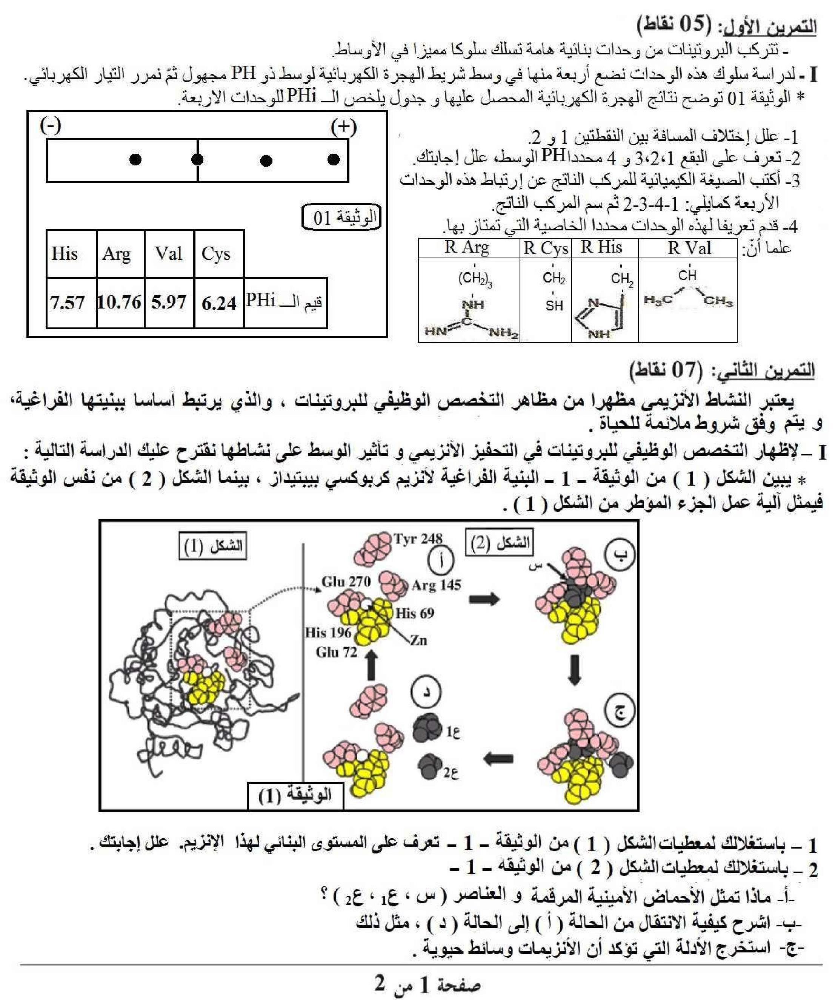 التمرين الأول: (05 نقاط)
- تتركب البروتينات من وحدات بنائية هامة تسلك سلوكا مميزا في الأوساط.
I - لدراسة سلوك هذه الوحدات نضع أربعة منها في وسط شريط الهجرة الكهربائية لوسط ذو PH مجهول ثمّ نمرر التيار الكهربائي.
* الوثيقة 01 توضح نتائج الهجرة الكهربائية المحصل عليها و جدول يلخص الــ PHi للوحدات الاربعة.
1- علل إختلاف المسافة بين النقطتين 1 و 2.
2- تعرف على البقع 3،2،1 و 4 محدداPH الوسط، علل إجابتك.
3- أكتب الصيغة الكيميائية للمركب الناتج عن إرتباط هذه الوحدات
الأربعة كمايلي: 1-4-3-2 ثم سم المركب الناتج.
4- قدم تعريفا لهذه الوحدات محددا الخاصية التي تمتاز بها.
علما أنّ:
R Arg R Cys R His R Val
(CH2)3 CH2 CH2 CH
NH SH N H3C CH3
C
HN NH2 NH
(-) (+)
الوثيقة 01
His Arg Val Cys
7.57 10.76 5.97 6.24 قيم الــ PHi
التمرين الثاني: (07 نقاط)
يعتبر النشاط الأنزيمي مظهرا من مظاهر التخصص الوظيفي للبروتينات ، والذي يرتبط أساسا ببنيتها الفراغية،
و يتم وفق شروط ملائمة للحياة .
I – لإظهار التخصص الوظيفي للبروتينات في التحفيز الأنزيمي و تأثير الوسط على نشاطها نقترح عليك الدراسة التالية :
* يبين الشكل ( 1 ) من الوثيقة – 1 – البنية الفراغية لأنزيم كربوكسي بيبتيداز ، بينما الشكل ( 2 ) من نفس الوثيقة
فيمثل آلية عمل الجزء المؤطر من الشكل ( 1 ) .
الشكل (1)
الشكل (2)
أ
Tyr 248
Glu 270
Arg 145
His 69
His 196
Zn
Glu 72
ب
س
ج
د
ع1
ع2
الوثيقة (1)
1 – باستغلالك لمعطيات الشكل ( 1 ) من الوثيقة – 1 – تعرف على المستوى البنائي لهذا الإنزيم. علل إجابتك .
2 – باستغلالك لمعطيات الشكل ( 2 ) من الوثيقة – 1 –
-أ- ماذا تمثل الأحماض الأمينية المرقمة و العناصر ( س ، ع1 ، ع2 ) ؟
-ب- اشرح كيفية الانتقال من الحالة ( أ ) إلى الحالة ( د ) ، مثل ذلك
-ج- استخرج الأدلة التي تؤكد أن الأنزيمات وسائط حيوية .
صفحة 1 من 2